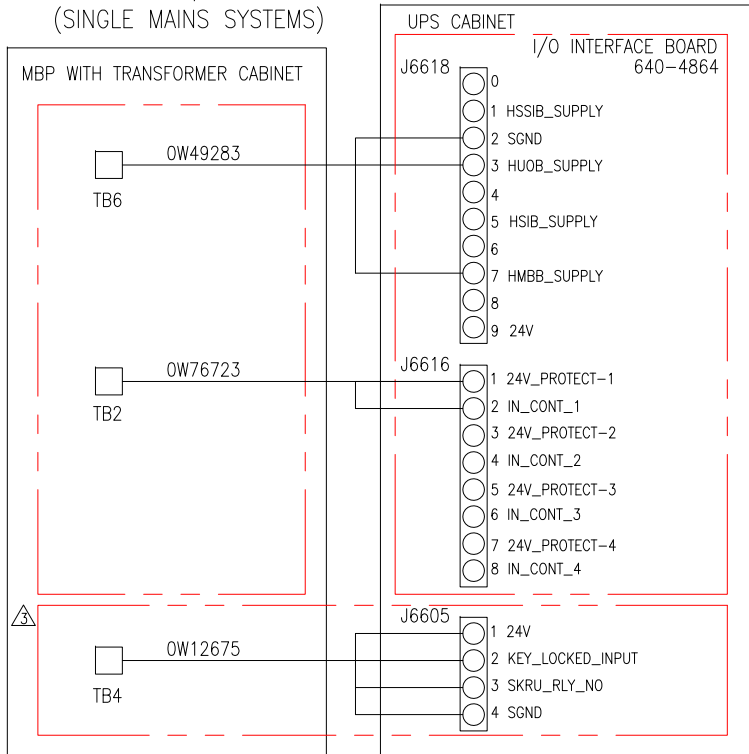 (SINGLE MAINS SYSTEMS)
UPS CABINET
I/O INTERFACE BOARD
640-4864
MBP WITH TRANSFORMER CABINET
J6618
0
1 HSSIB_SUPPLY
2 SGND
0W49283
3 HUOB_SUPPLY
TB6
4
5 HSIB_SUPPLY
6
7 HMBB_SUPPLY
8
9 24V
J6616
0W76723
1 24V_PROTECT-1
TB2
2 IN_CONT_1
3 24V_PROTECT-2
4 IN_CONT_2
5 24V_PROTECT-3
6 IN_CONT_3
7 24V_PROTECT-4
8 IN_CONT_4
3
J6605
1 24V
0W12675
2 KEY_LOCKED_INPUT
TB4
3 SKRU_RLY_NO
4 SGND